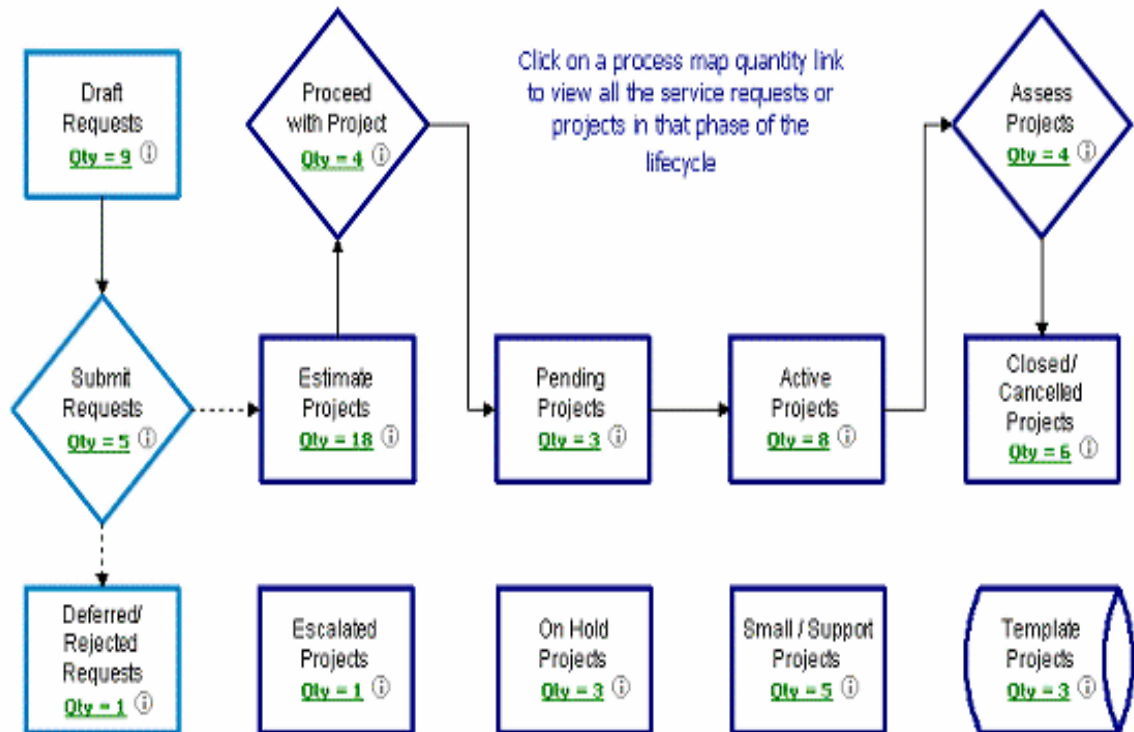 Draft
Requests
Qty = 9
Proceed
with Project
Qty = 4
Click on a process map quantity link
to view all the service requests or
projects in that phase of the
lifecycle
Assess
Projects
Qty = 4
Submit
Requests
Qty = 5
Estimate
Projects
Qty = 18
Pending
Projects
Qty = 3
Active
Projects
Qty = 8
Closed/
Cancelled
Projects
Qty = 6
Deferred/
Rejected
Requests
Qty = 1
Escalated
Projects
Qty = 1
On Hold
Projects
Qty = 3
Small / Support
Projects
Qty = 5
Template
Projects
Qty = 3